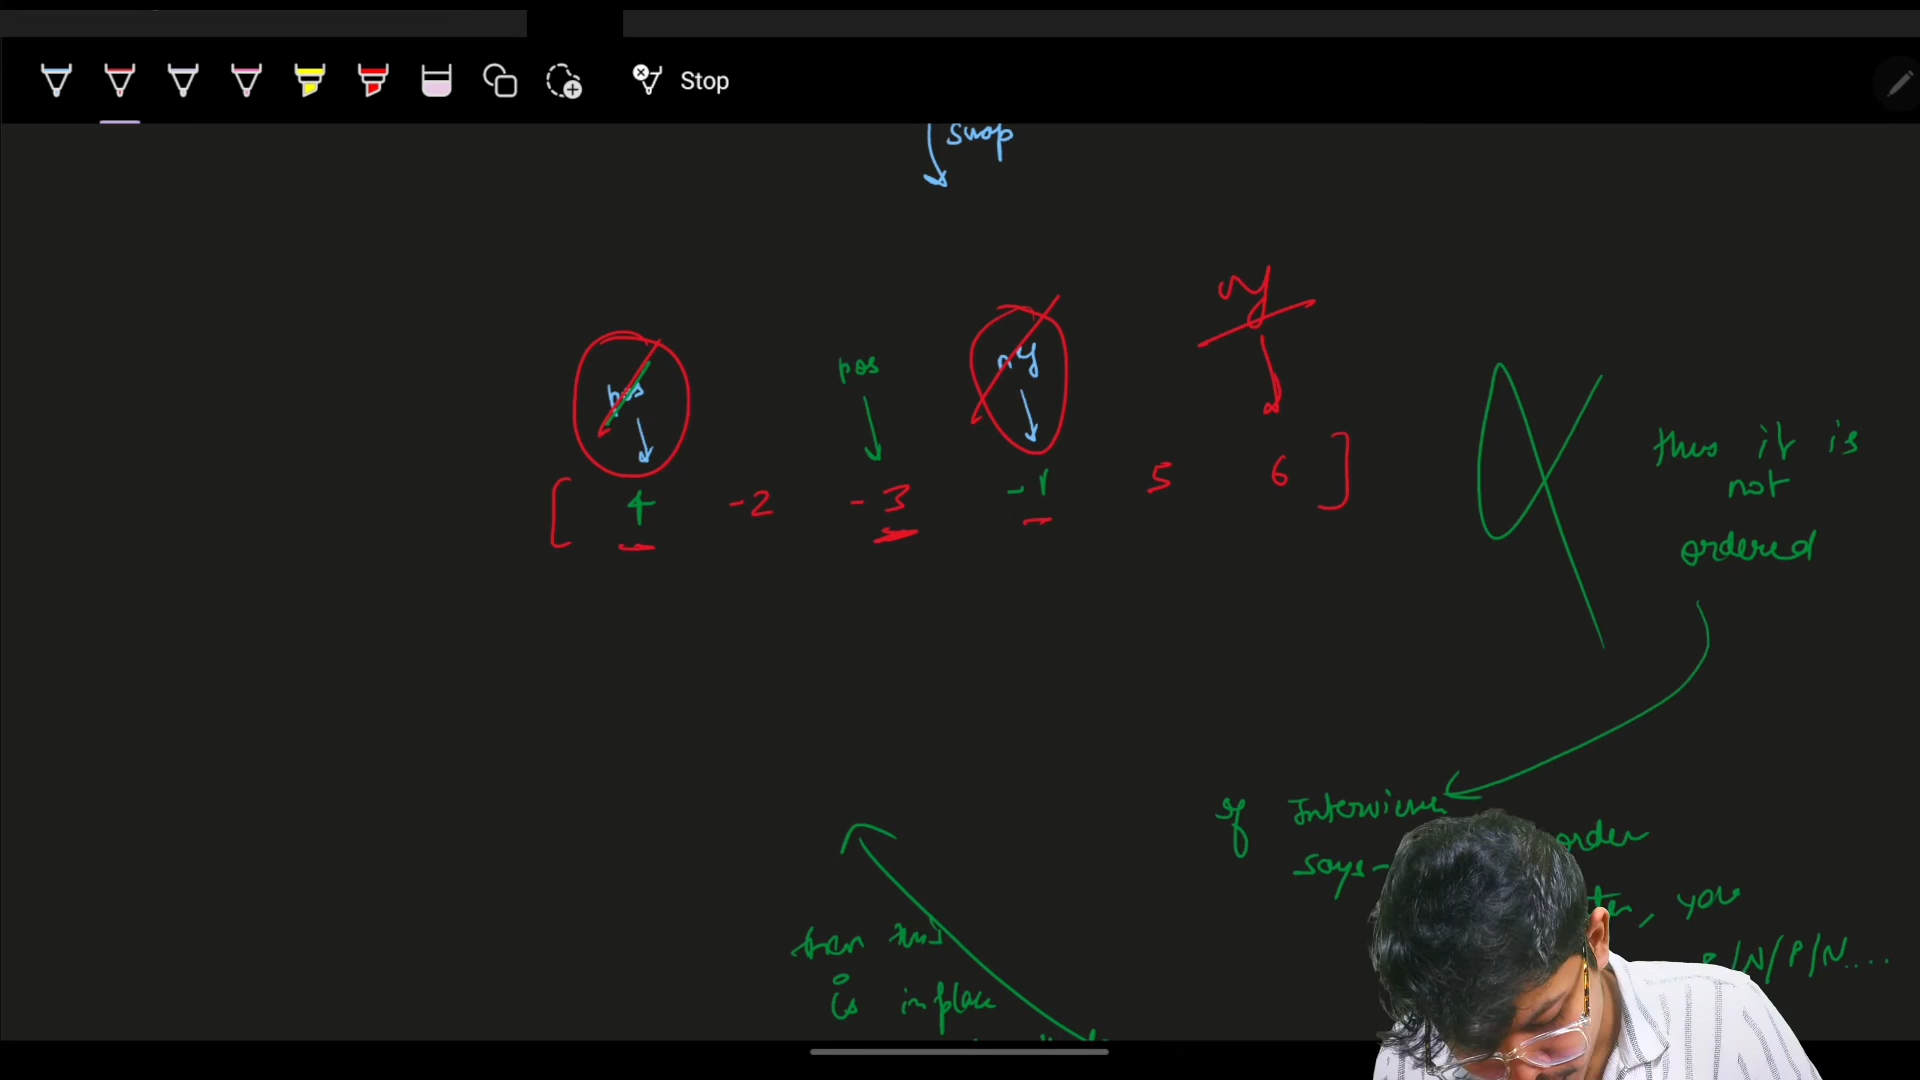 Stop
swap
neg
pos
neg
pos
[ 4 -2 -3 -1 5 6 ]
thus it is
not
ordered
If Interviewer
says- order
you
P/N/P/N....
then this
is inplace